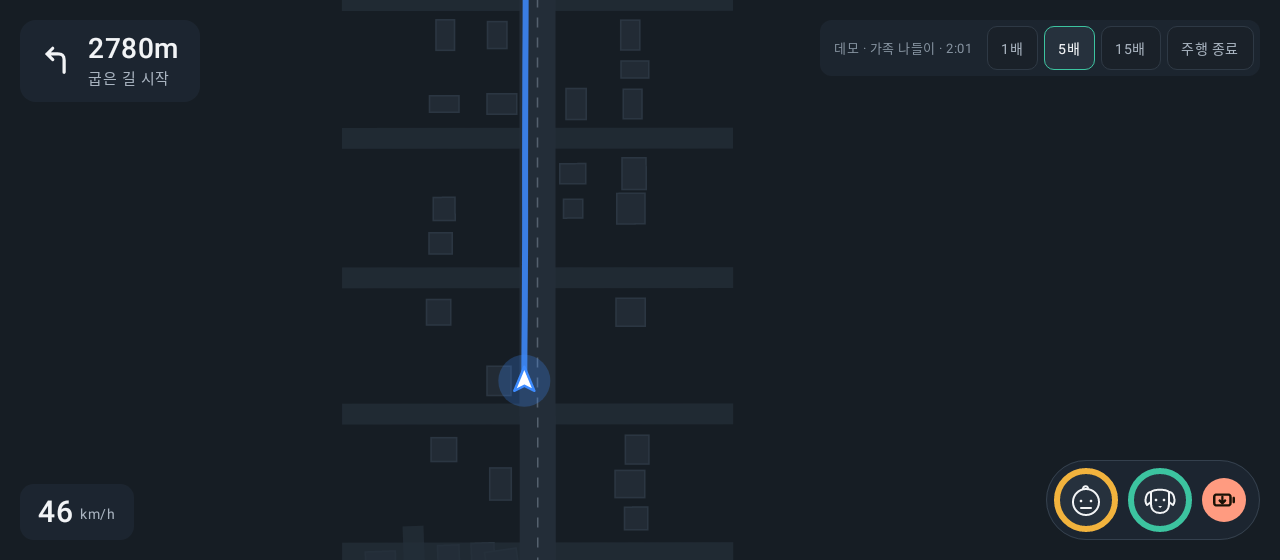 2780m
굽은 길 시작
데모 · 가족 나들이 · 2:01
1배
5배
15배
주행 종료
46 km/h